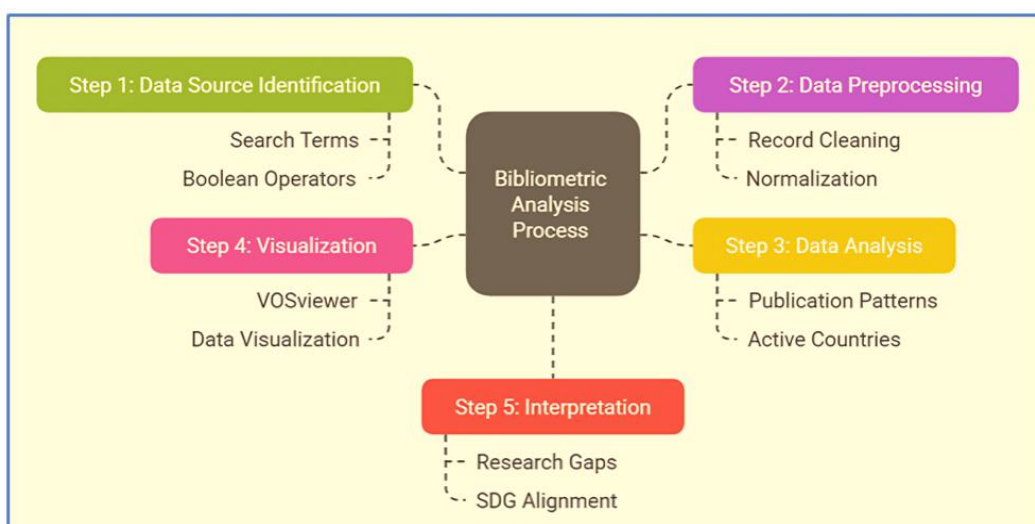 Step 1: Data Source Identification
Search Terms
Boolean Operators
Step 2: Data Preprocessing
Record Cleaning
Normalization
Bibliometric
Analysis
Process
Step 4: Visualization
VOSviewer
Data Visualization
Step 3: Data Analysis
Publication Patterns
Active Countries
Step 5: Interpretation
Research Gaps
SDG Alignment